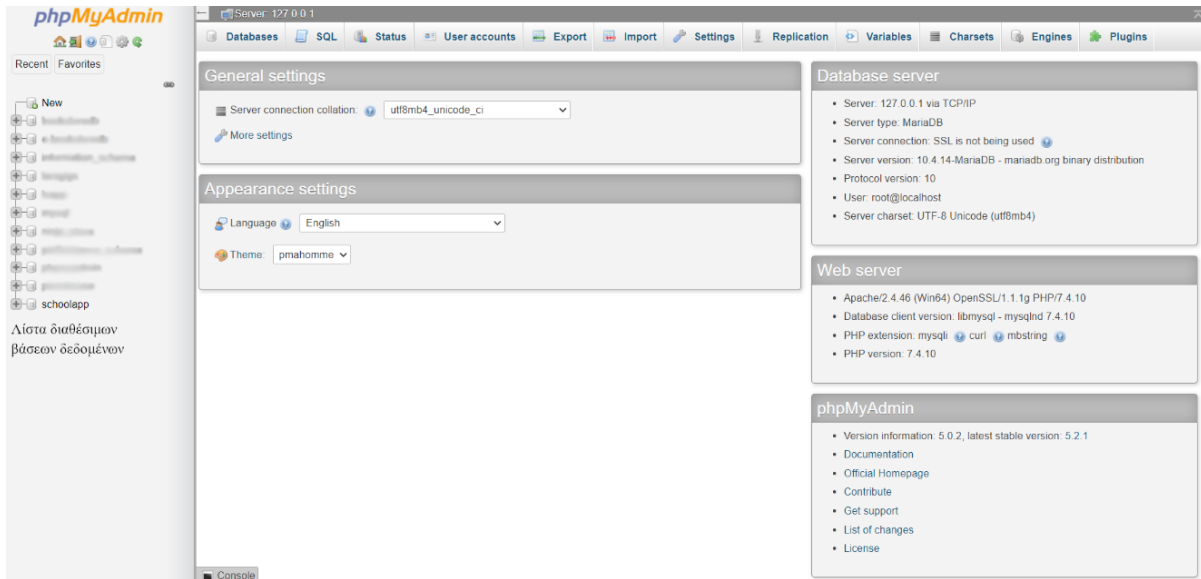 phpMyAdmin
Recent Favorites
New
schoolapp
Λίστα διαθέσιμων
βάσεων δεδομένων
Server: 127.0.0.1
Databases SQL Status User accounts Export Import Settings Replication Variables Charsets Engines Plugins
General settings
Server connection collation: utf8mb4_unicode_ci
More settings
Appearance settings
Language English
Theme: pmahomme
Console
Database server
Server: 127.0.0.1 via TCP/IP
Server type: MariaDB
Server connection: SSL is not being used
Server version: 10.4.14-MariaDB - mariadb.org binary distribution
Protocol version: 10
User: root@localhost
Server charset: UTF-8 Unicode (utf8mb4)
Web server
Apache/2.4.46 (Win64) OpenSSL/1.1.1g PHP/7.4.10
Database client version: libmysql - mysqlnd 7.4.10
PHP extension: mysqli curl mbstring
PHP version: 7.4.10
phpMyAdmin
Version information: 5.0.2, latest stable version: 5.2.1
Documentation
Official Homepage
Contribute
Get support
List of changes
License